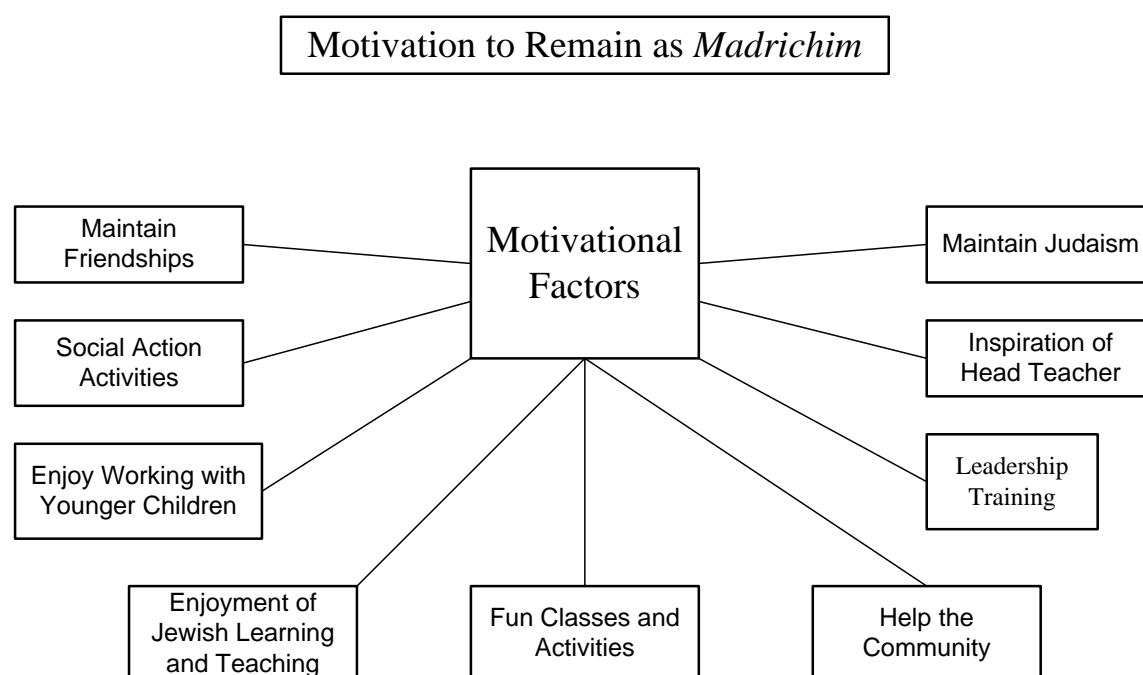 Motivation to Remain as Madrichim
Motivational
Factors
Maintain
Friendships
Maintain Judaism
Social Action
Activities
Inspiration of
Head Teacher
Enjoy Working with
Younger Children
Leadership
Training
Enjoyment of
Jewish Learning
and Teaching
Fun Classes and
Activities
Help the
Community